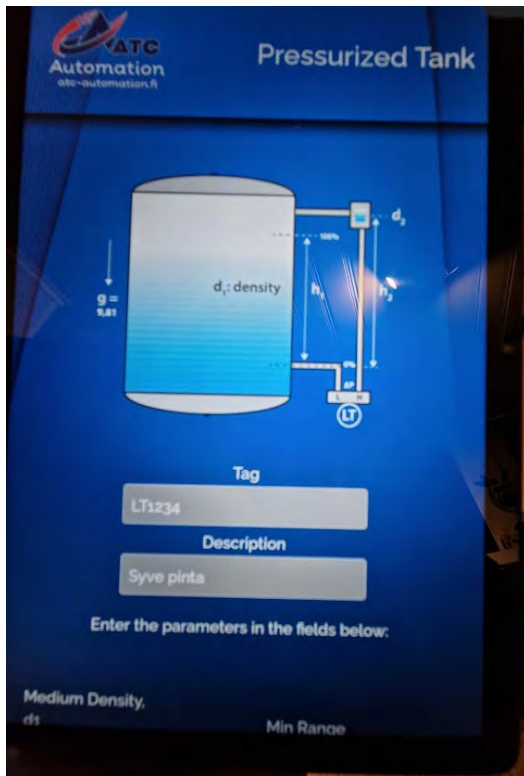 ATC
Automation
atc-automation.fi
Pressurized Tank
d₂
100%
g =
9,81
d₁: density
h₁
h₂
0%
ΔP
L H
LT
Tag
LT1234
Description
Syve pinta
Enter the parameters in the fields below:
Medium Density,
d1
Min Range